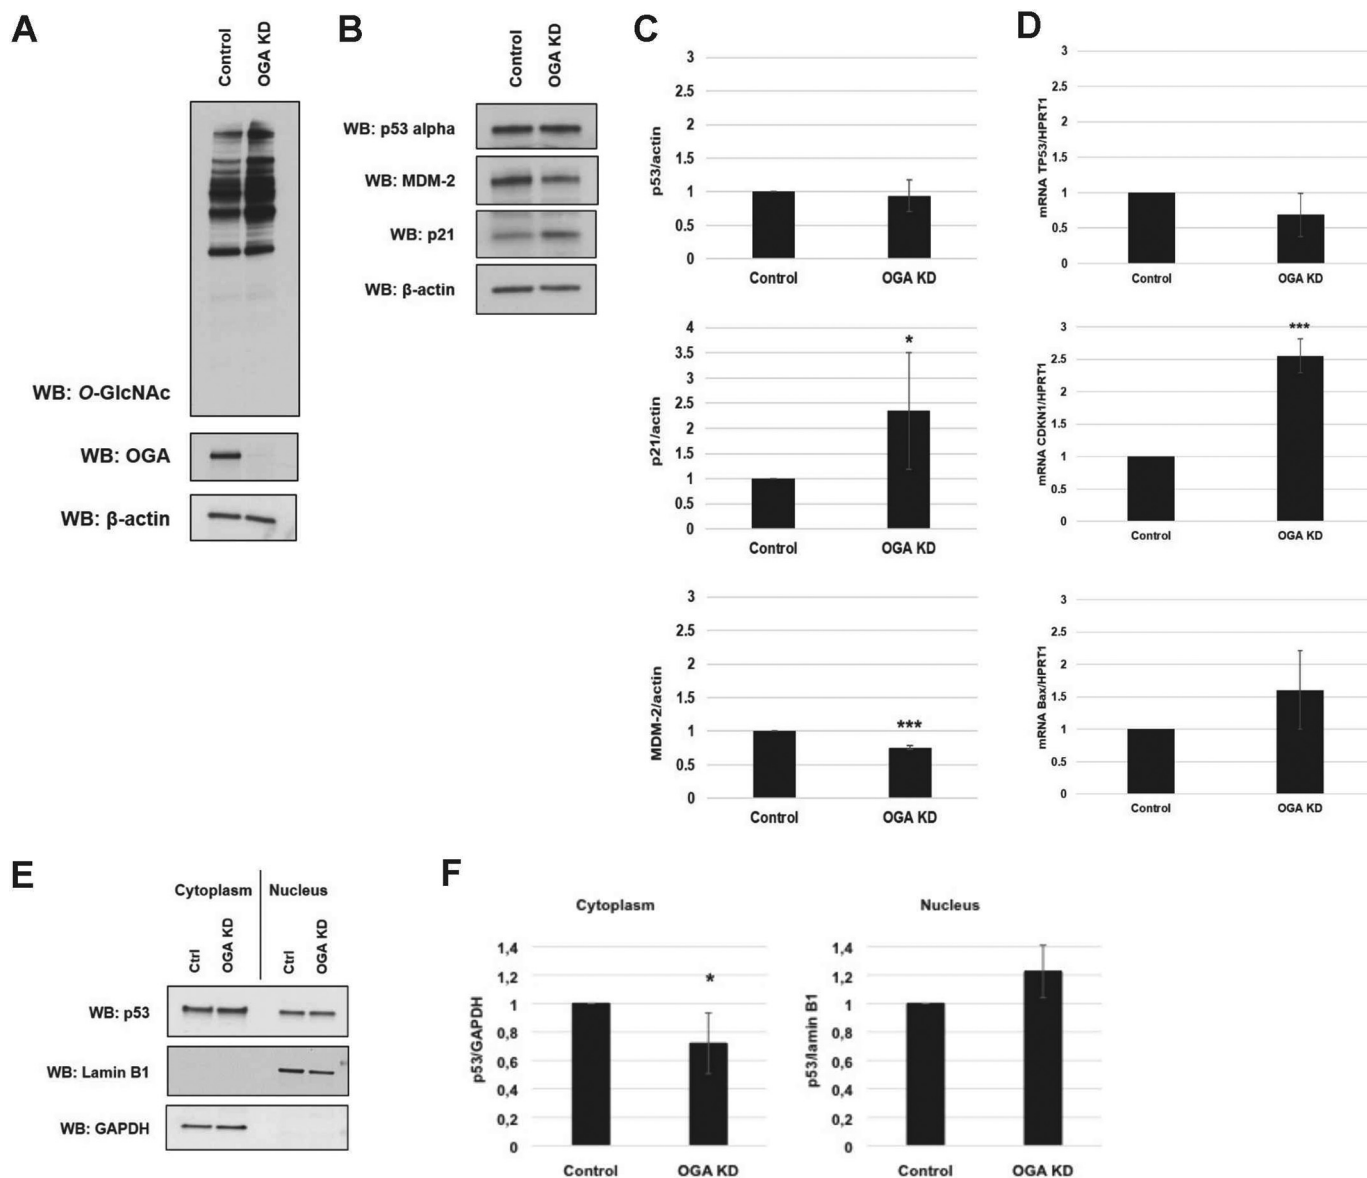 A
Control
OGA KD
WB: O-GlcNAc
WB: OGA
WB: β-actin
B
Control
OGA KD
WB: p53 alpha
WB: MDM-2
WB: p21
WB: β-actin
C
p53/actin
3
2.5
2
1.5
1
0.5
0
Control
OGA KD
p21/actin
4
3.5
3
2.5
2
1.5
1
0.5
0
*
Control
OGA KD
MDM-2/actin
3
2.5
2
1.5
1
0.5
0
***
Control
OGA KD
D
mRNA TP53/HPRT1
3
2.5
2
1.5
1
0.5
0
Control
OGA KD
mRNA CDKN1/HPRT1
3
2.5
2
1.5
1
0.5
0
***
Control
OGA KD
mRNA Bax/HPRT1
3
2.5
2
1.5
1
0.5
0
Control
OGA KD
E
Cytoplasm
Nucleus
Ctrl
OGA KD
Ctrl
OGA KD
WB: p53
WB: Lamin B1
WB: GAPDH
F
Cytoplasm
p53/GAPDH
1,4
1,2
1
0,8
0,6
0,4
0,2
0
*
Control
OGA KD
Nucleus
p53/lamin B1
1,4
1,2
1
0,8
0,6
0,4
0,2
0
Control
OGA KD